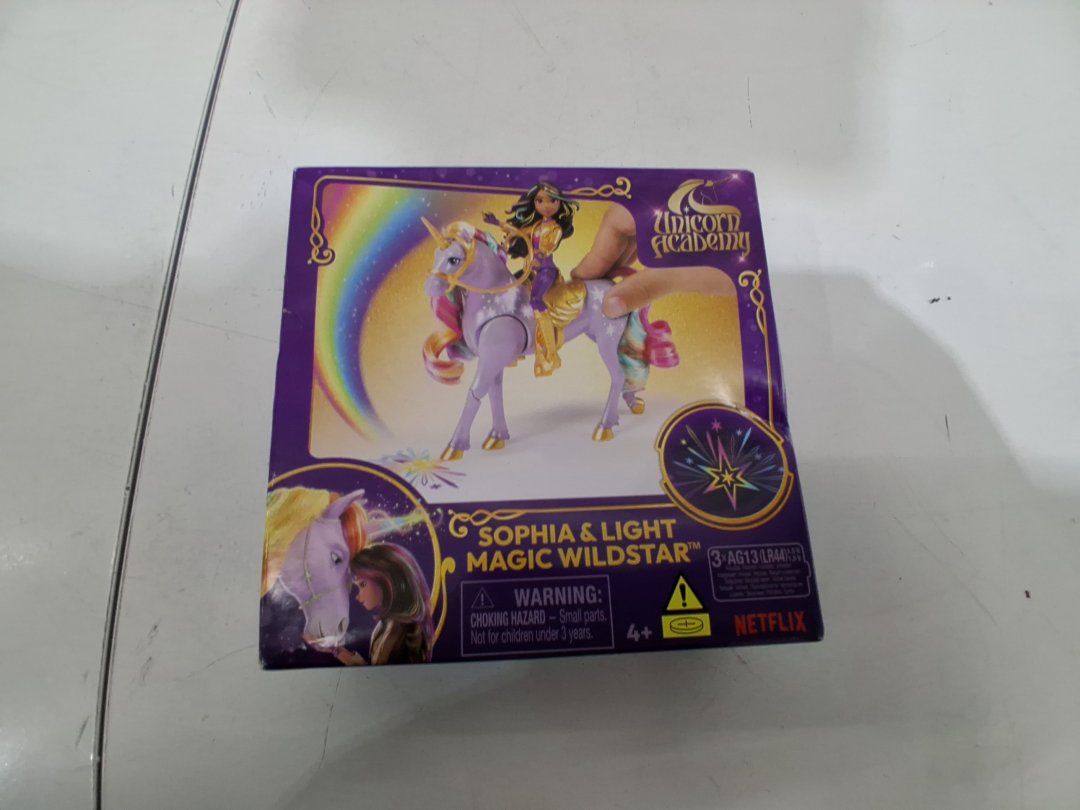 Unicorn
Academy
SOPHIA & LIGHT
MAGIC WILDSTAR™
WARNING:
CHOKING HAZARD – Small parts.
Not for children under 3 years.
4+
3×AG13 (LR44)
NETFLIX